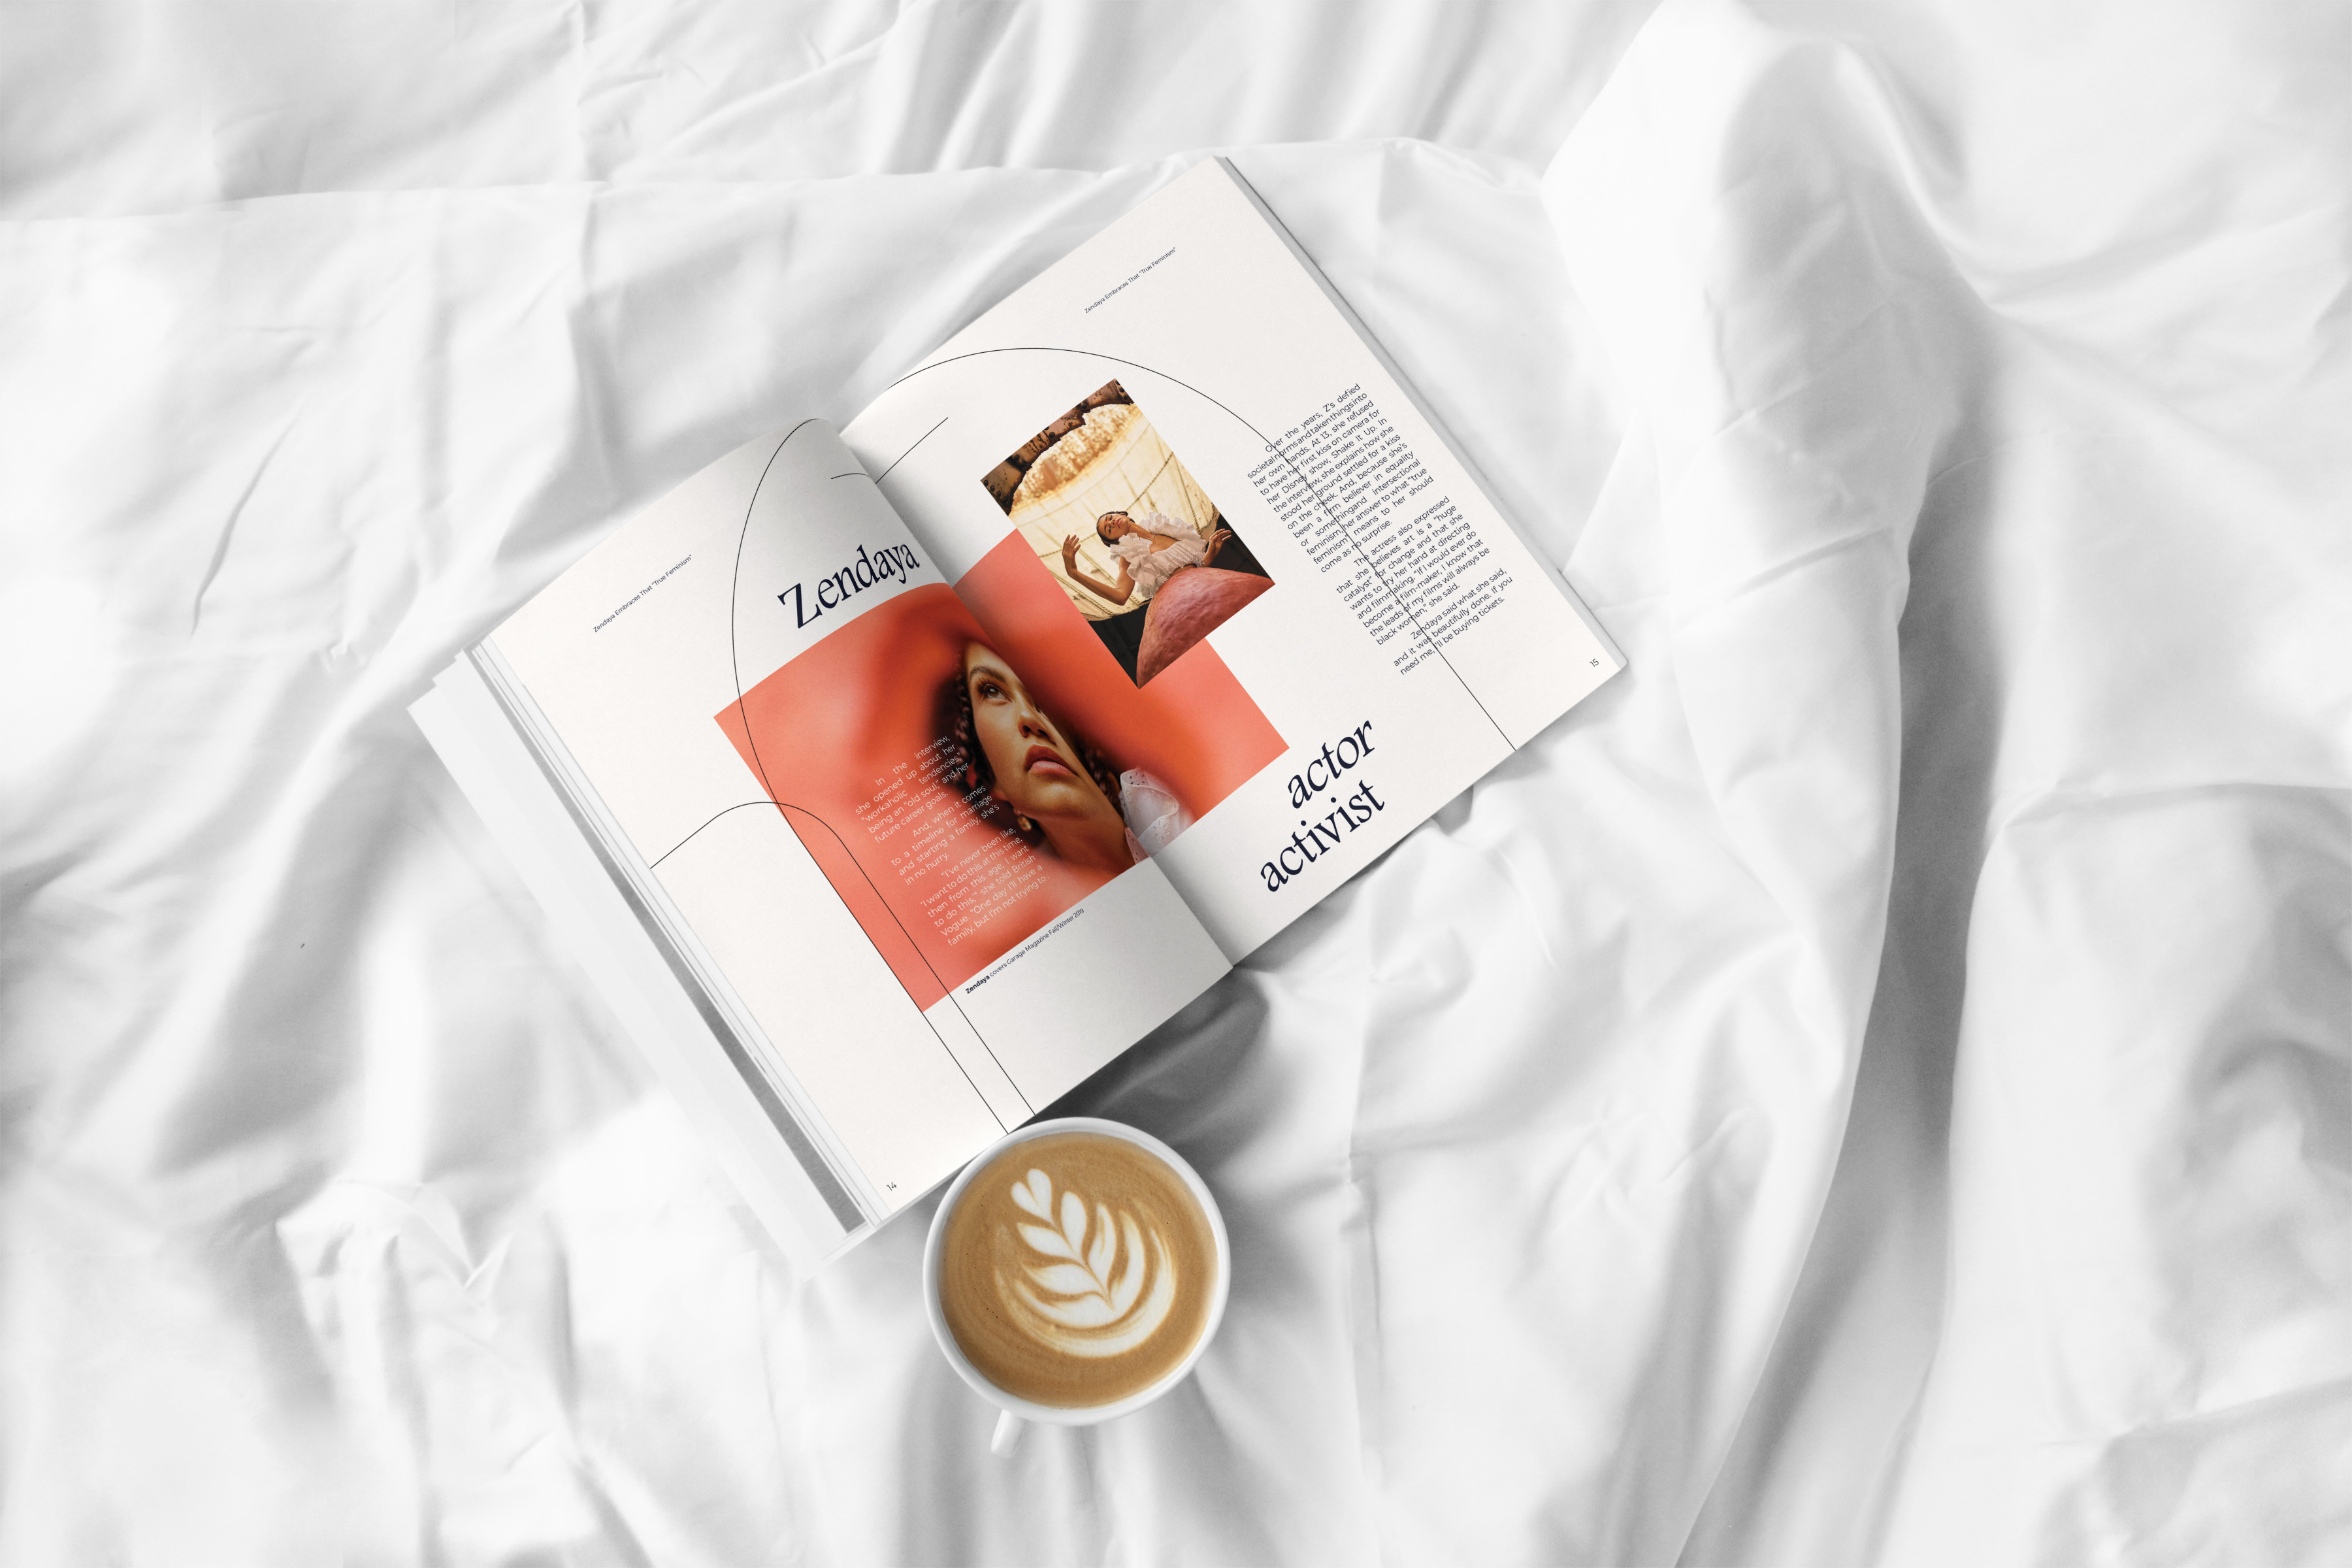 Zendaya Embraces That "True Feminism"
Zendaya
In the interview,
she opened up about her
"workaholic tendencies,"
being an "old soul," and her
future career goals.
And, when it comes
to a timeline for marriage
and starting a family, she's
in no hurry.
"I've never been like,
'I want to do this at this time,
then from this age, I want
to do this,'" she told British
Vogue. "One day I'll have a
family, but I'm not trying to
Zendaya covers Garage Magazine Fall/Winter 2019
14
Zendaya Embraces That "True Feminism"
Over the years, Z's defied
societal norms and taken things into
her own hands. At 13, she refused
to have her first kiss on camera for
her Disney show, Shake It Up. In
the interview, she explains how she
stood her ground settled for a kiss
on the cheek. And, because she's
been a firm believer in equality
or something and intersectional
feminism, her answer to what "true
feminism" means to her should
come as no surprise.
The actress also expressed
that she believes art is a "huge
catalyst" for change and that she
wants to try her hand at directing
and filmmaking. "If I would ever do
become a film-maker, I know that
the leads of my films will always be
black women," she said.
Zendaya said what she said,
and it was beautifully done. If you
need me, I'll be buying tickets.
15
actor
activist